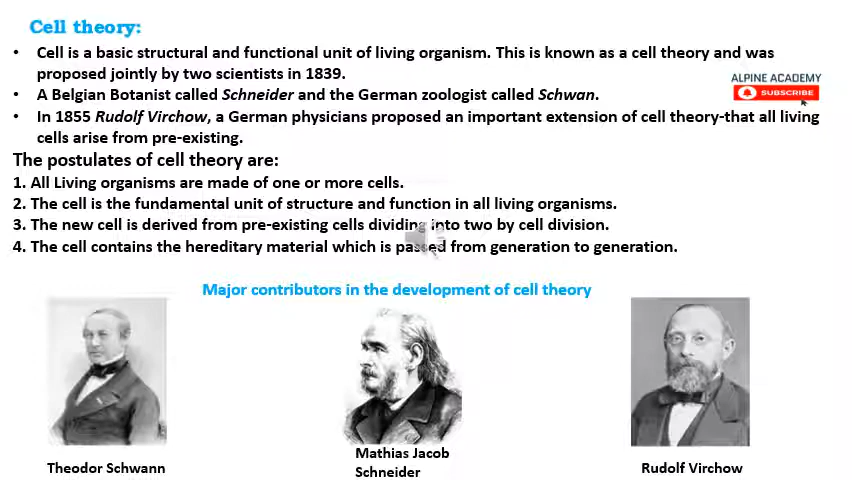 Cell theory:
• Cell is a basic structural and functional unit of living organism. This is known as a cell theory and was
proposed jointly by two scientists in 1839.
ALPINE ACADEMY
SUBSCRIBE
• A Belgian Botanist called Schneider and the German zoologist called Schwan.
• In 1855 Rudolf Virchow, a German physicians proposed an important extension of cell theory-that all living
cells arise from pre-existing.
The postulates of cell theory are:
1. All Living organisms are made of one or more cells.
2. The cell is the fundamental unit of structure and function in all living organisms.
3. The new cell is derived from pre-existing cells dividing into two by cell division.
4. The cell contains the hereditary material which is passed from generation to generation.
Major contributors in the development of cell theory
Theodor Schwann
Mathias Jacob
Schneider
Rudolf Virchow